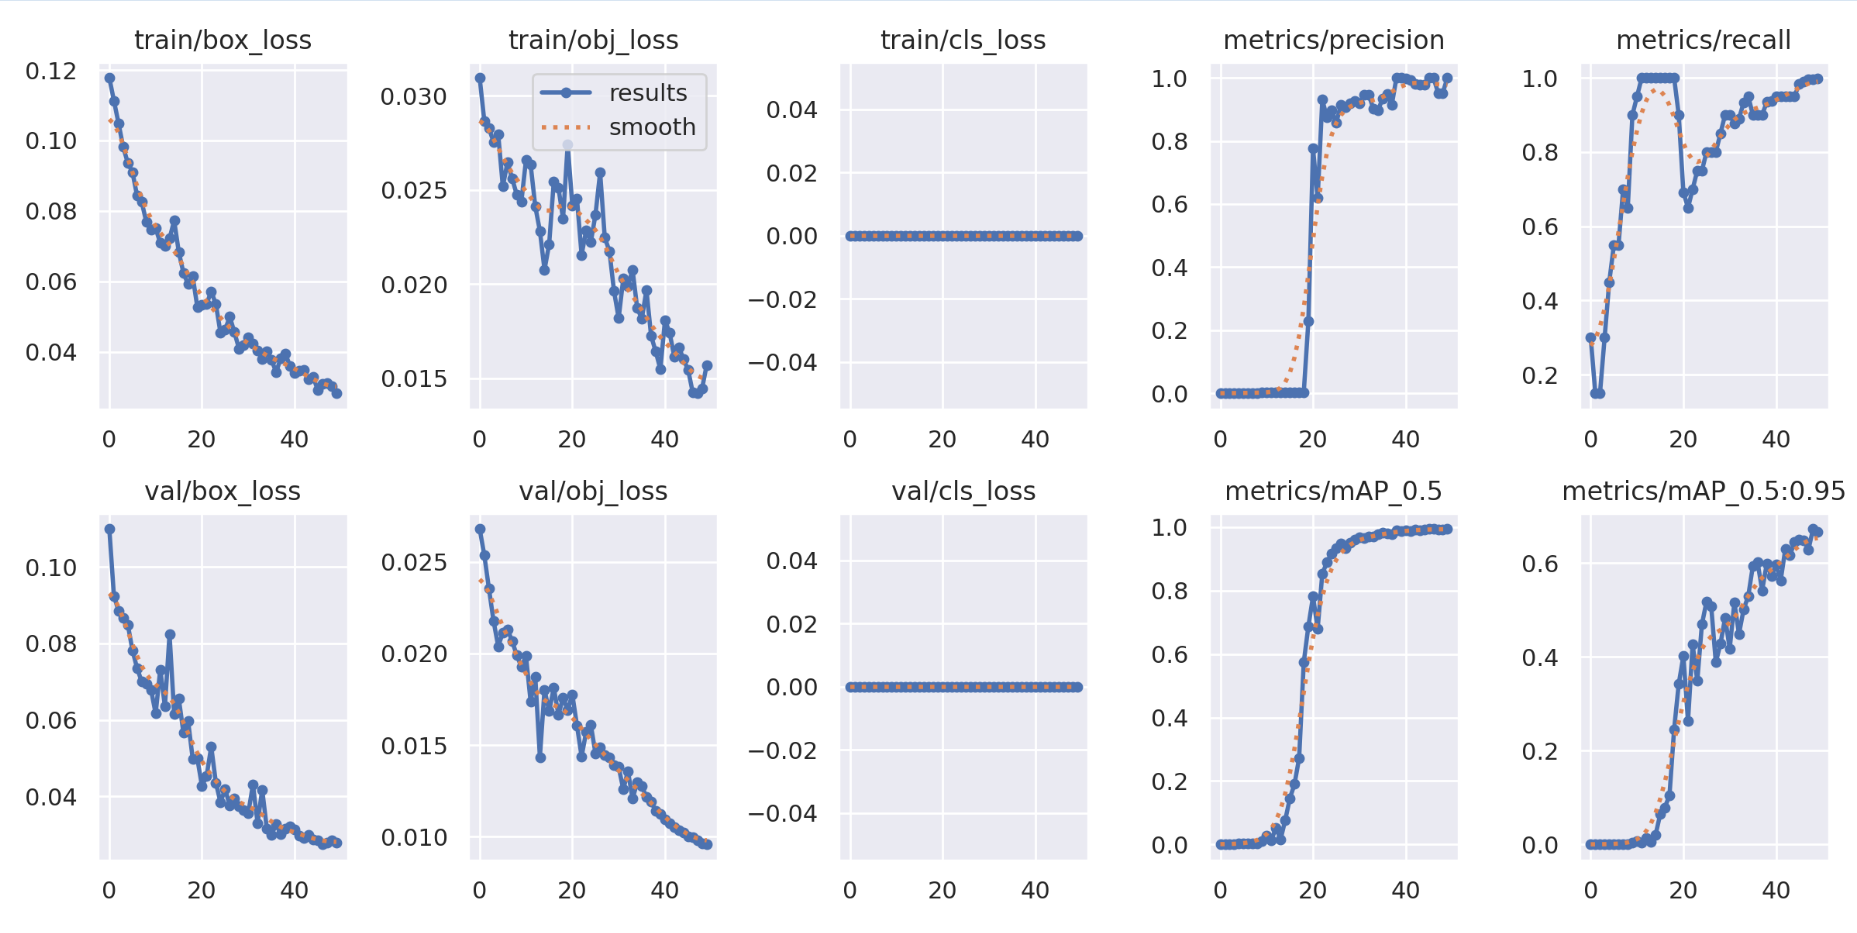 train/box_loss
0.12
0.10
0.08
0.06
0.04
0 20 40
train/obj_loss
results
smooth
0.030
0.025
0.020
0.015
0 20 40
train/cls_loss
0.04
0.02
0.00
−0.02
−0.04
0 20 40
metrics/precision
1.0
0.8
0.6
0.4
0.2
0.0
0 20 40
metrics/recall
1.0
0.8
0.6
0.4
0.2
0 20 40
val/box_loss
0.10
0.08
0.06
0.04
0 20 40
val/obj_loss
0.025
0.020
0.015
0.010
0 20 40
val/cls_loss
0.04
0.02
0.00
−0.02
−0.04
0 20 40
metrics/mAP_0.5
1.0
0.8
0.6
0.4
0.2
0.0
0 20 40
metrics/mAP_0.5:0.95
0.6
0.4
0.2
0.0
0 20 40